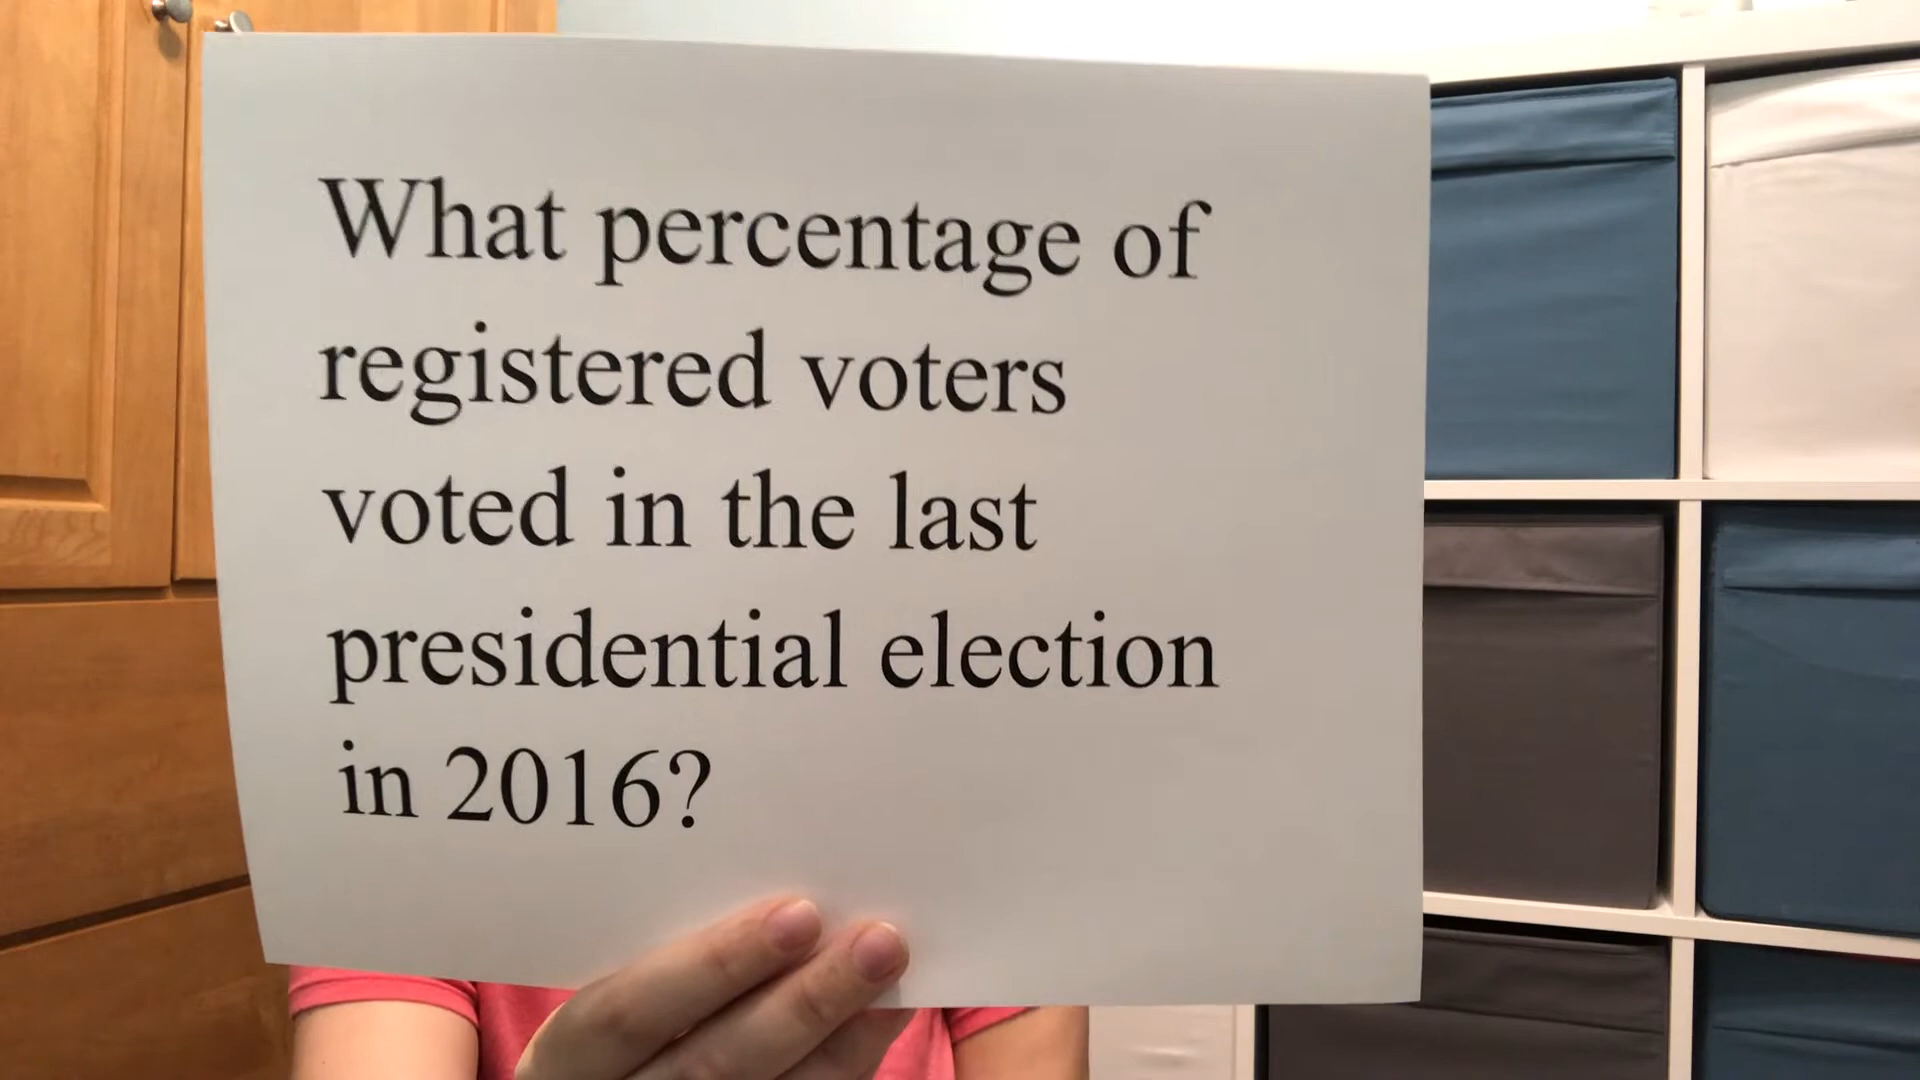 What percentage of
registered voters
voted in the last
presidential election
in 2016?